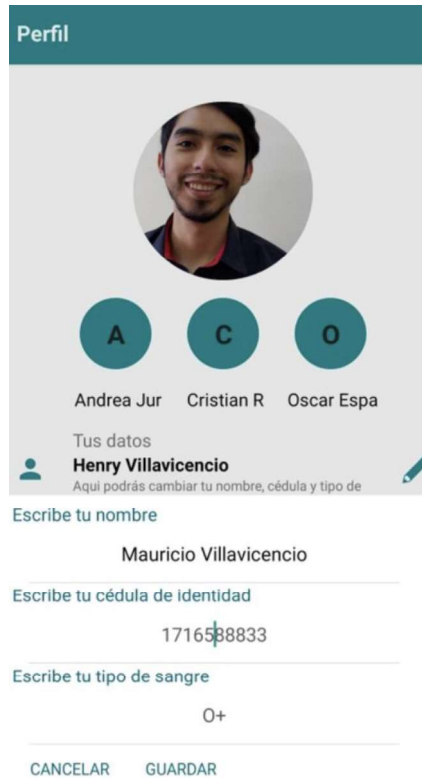 Perfil
A C O
Andrea Jur Cristian R Oscar Espa
Tus datos
Henry Villavicencio
Aqui podrás cambiar tu nombre, cédula y tipo de
Escribe tu nombre
Mauricio Villavicencio
Escribe tu cédula de identidad
1716588833
Escribe tu tipo de sangre
O+
CANCELAR GUARDAR